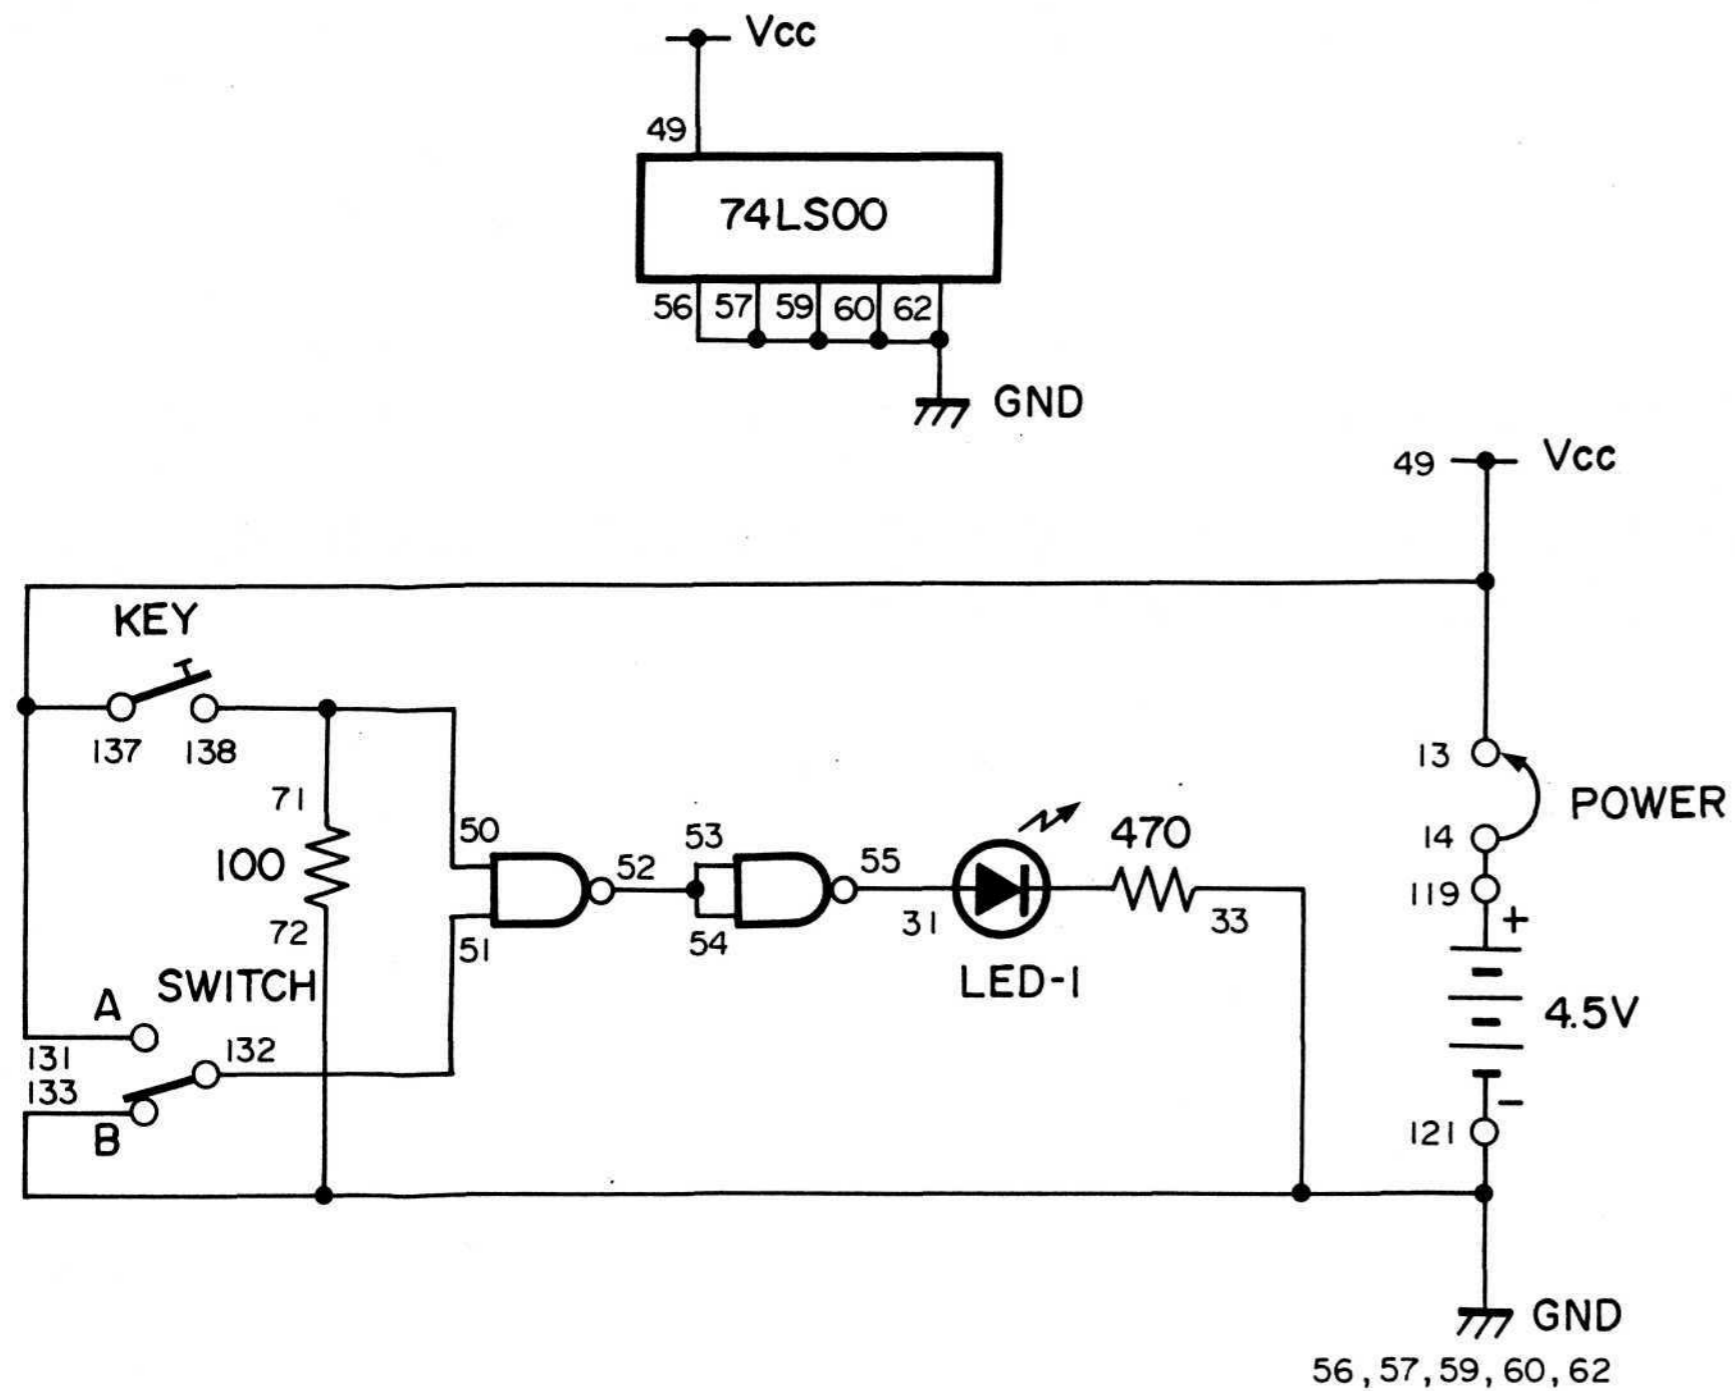 Vcc
49
74LS00
56 57 59 60 62
GND
49 Vcc
KEY
137 138
13
POWER
14
71
100
72
50
51
52
53
54
55
31
470
33
LED-1
119
+
4.5V
−
121
SWITCH
A
131
132
133
B
GND
56, 57, 59, 60, 62